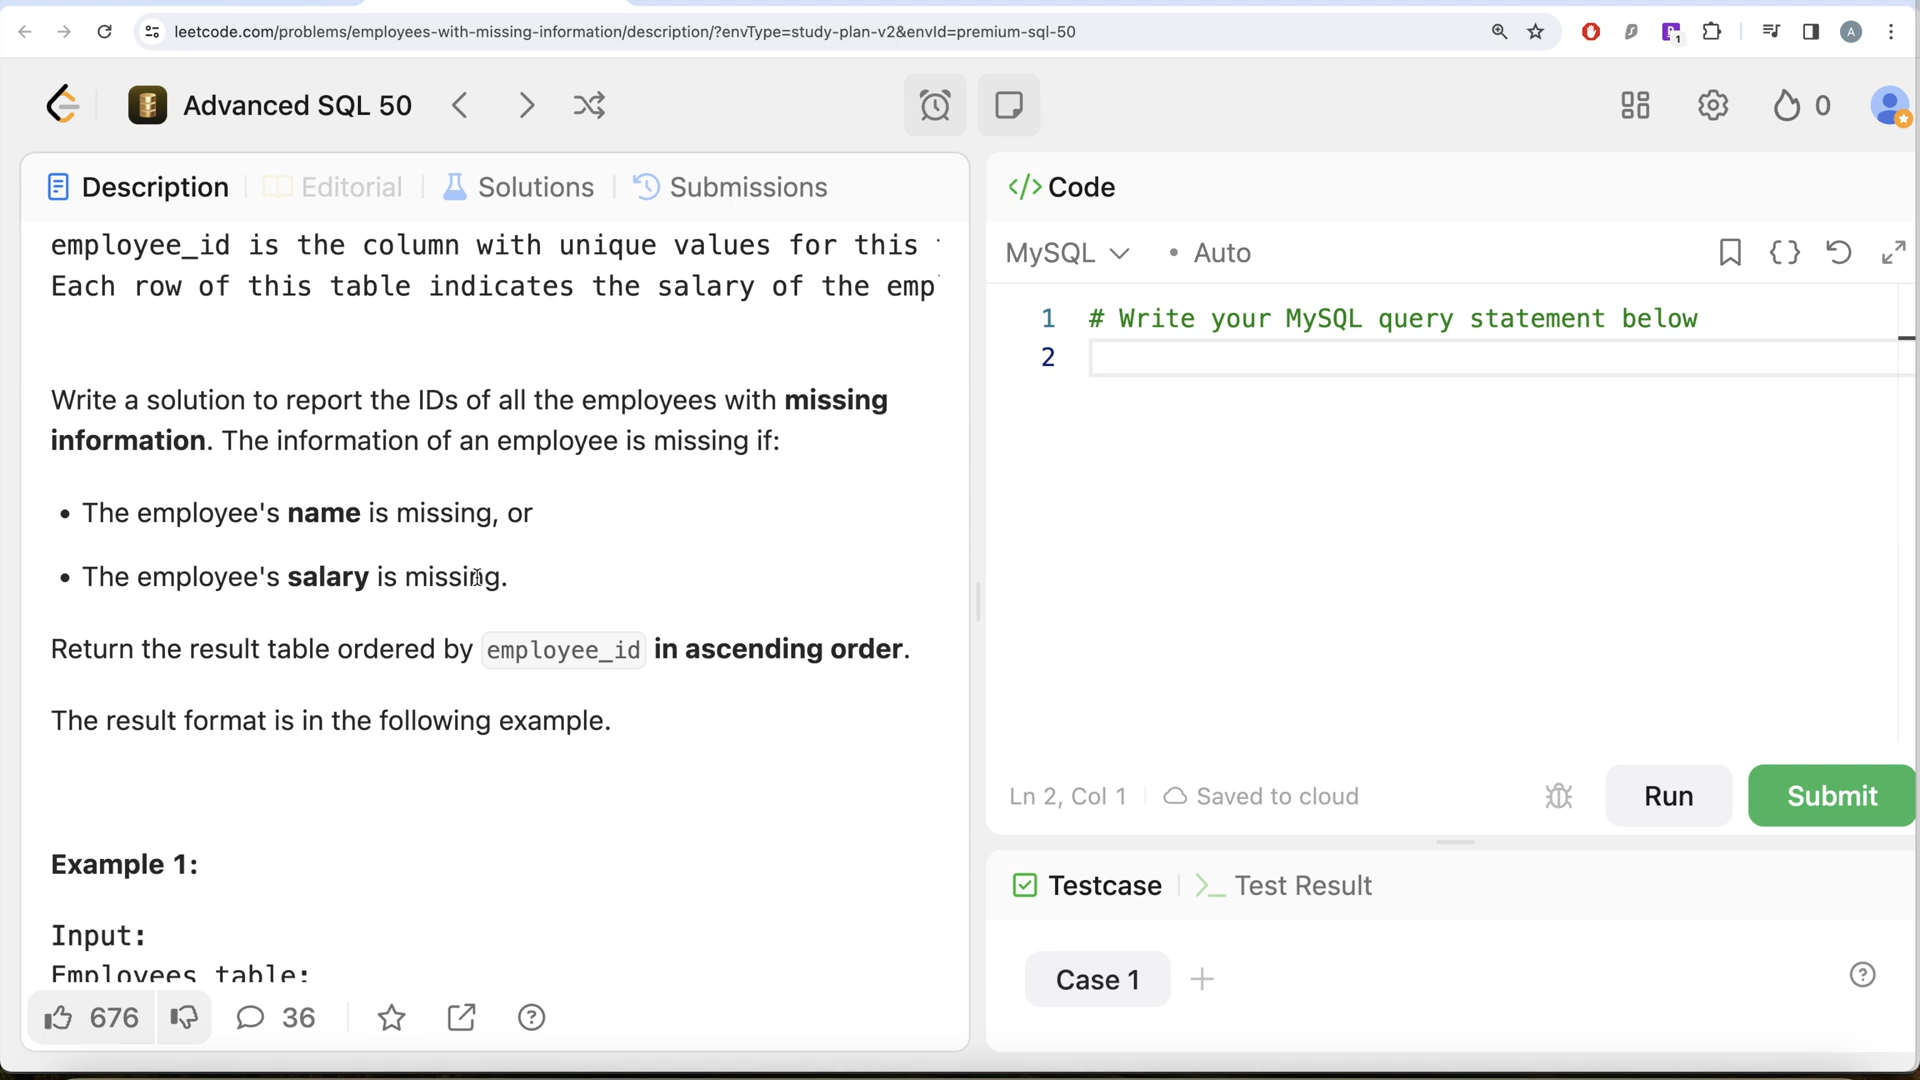 leetcode.com/problems/employees-with-missing-information/description/?envType=study-plan-v2&envId=premium-sql-50
1
A
Advanced SQL 50
0
Description
Editorial
Solutions
Submissions
employee_id is the column with unique values for this
Each row of this table indicates the salary of the emp
Write a solution to report the IDs of all the employees with missing
information. The information of an employee is missing if:
• The employee's name is missing, or
• The employee's salary is missing.
Return the result table ordered by employee_id in ascending order.
The result format is in the following example.
Example 1:
Input:
Employees table:
676
36
</> Code
MySQL
• Auto
1 # Write your MySQL query statement below
2
Ln 2, Col 1
Saved to cloud
Run
Submit
Testcase
Test Result
Case 1